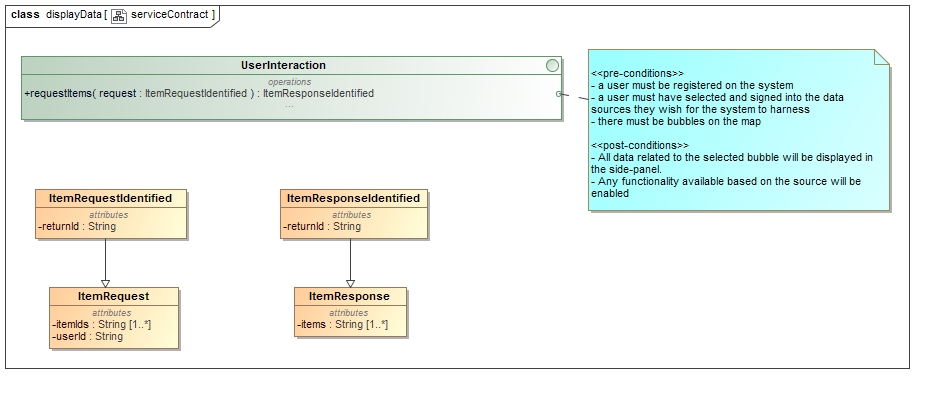 class displayData [ serviceContract ]
UserInteraction
operations
+requestItems( request : ItemRequestIdentified ) : ItemResponseIdentified
...
<<pre-conditions>>
- a user must be registered on the system
- a user must have selected and signed into the data
sources they wish for the system to harness
- there must be bubbles on the map
<<post-conditions>>
- All data related to the selected bubble will be displayed in
the side-panel.
- Any functionality available based on the source will be
enabled
ItemRequestIdentified
attributes
-returnId : String
ItemResponseIdentified
attributes
-returnId : String
ItemRequest
attributes
-itemIds : String [1..*]
-userId : String
ItemResponse
attributes
-items : String [1..*]